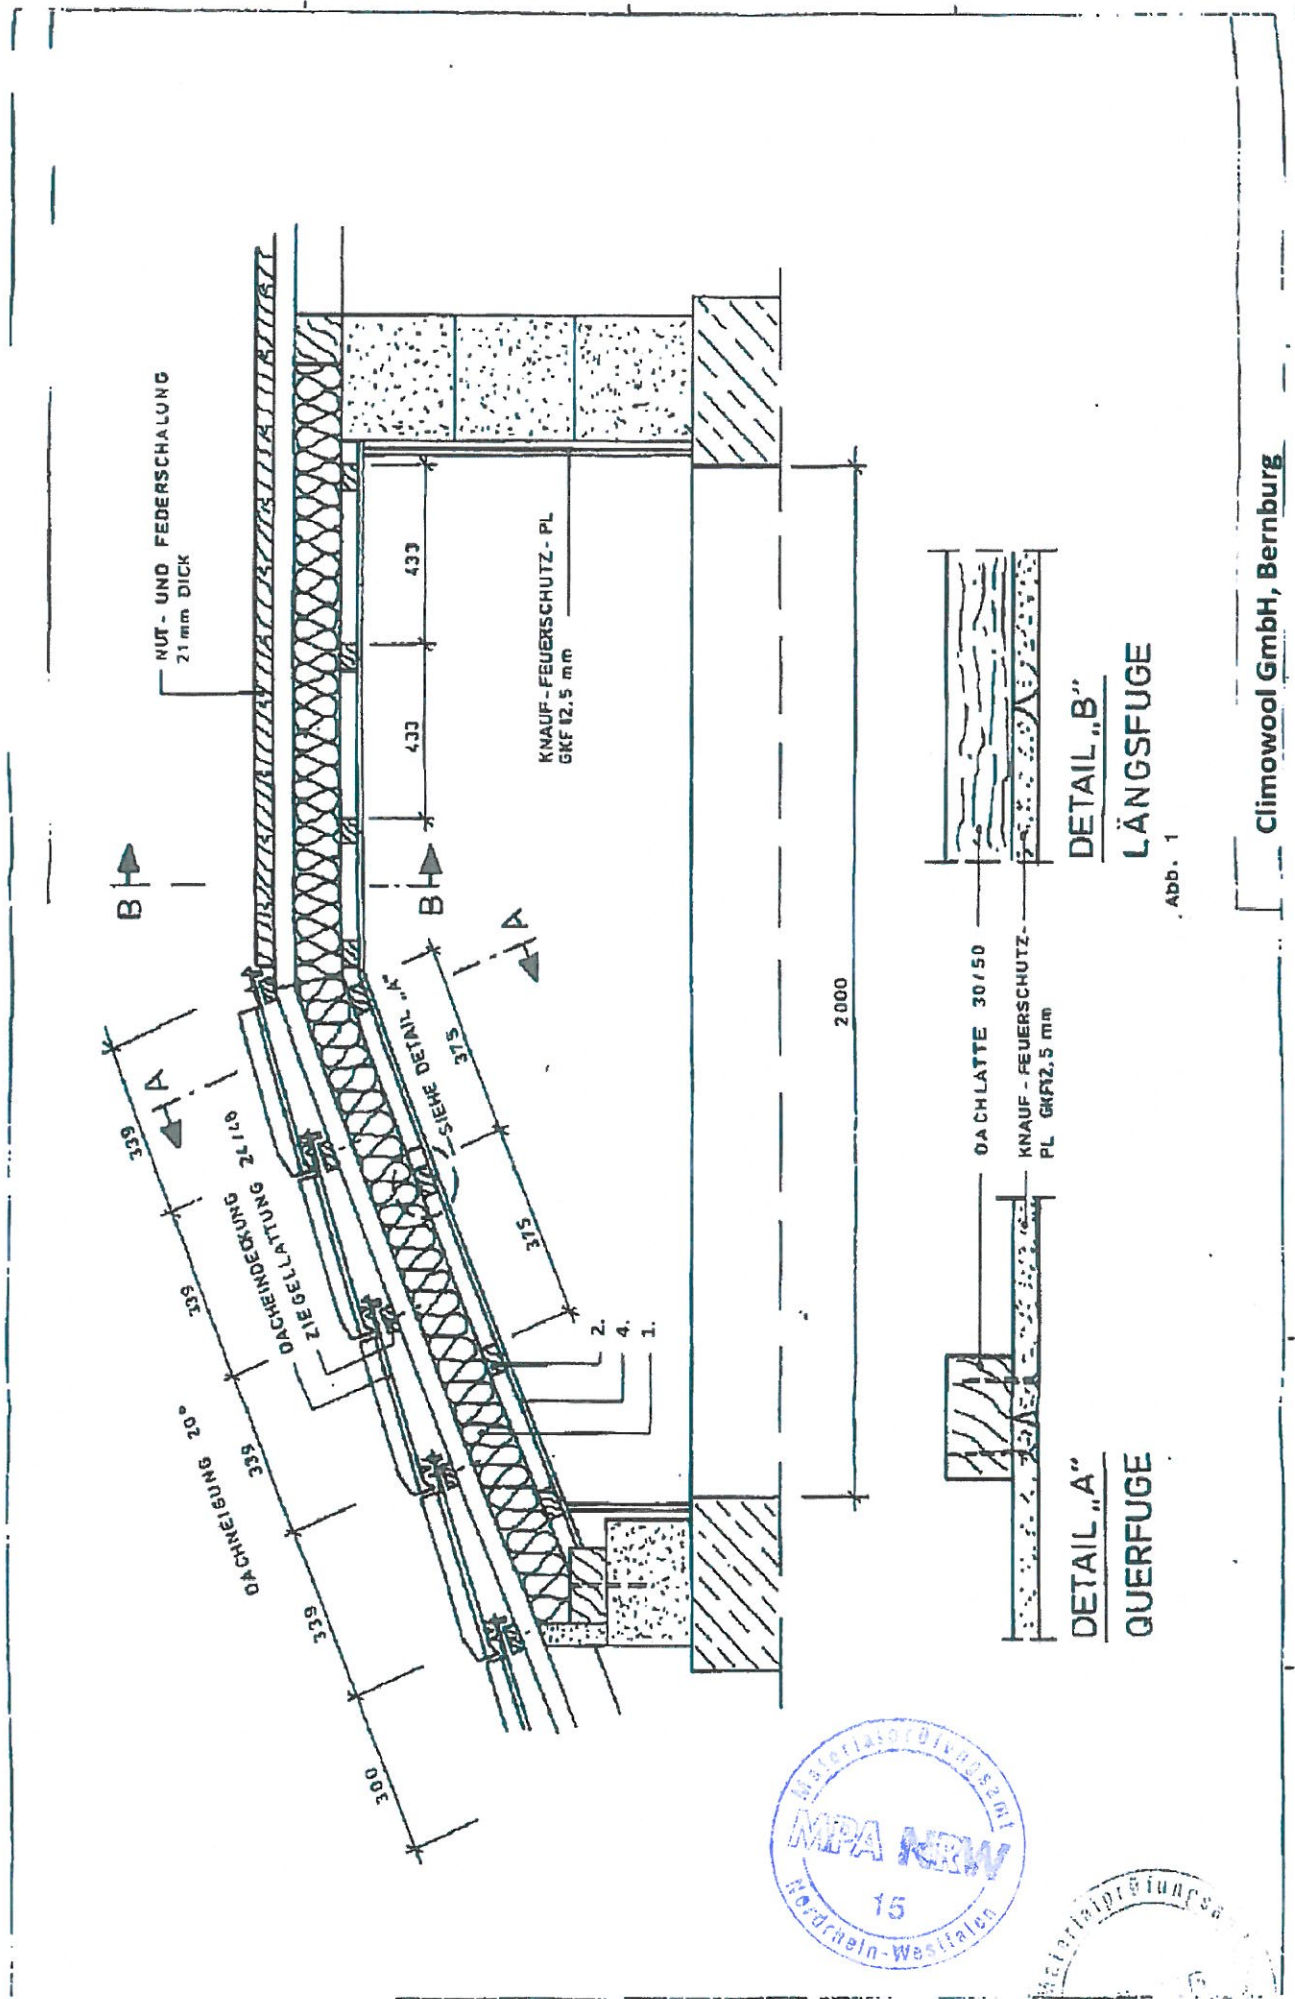 NUT- UND FEDERSCHALUNG
21 mm DICK
B
B
A
A
339
339
339
339
300
DACHNEIGUNG 20°
DACHEINDECKUNG
ZIEGELLATTUNG 24/48
SIEHE DETAIL „A"
375
375
433
433
KNAUF-FEUERSCHUTZ-PL
GKF 12,5 mm
2.
4.
1.
2000
DACHLATTE 30/50
KNAUF-FEUERSCHUTZ-
PL GKF12,5 mm
DETAIL „A"
QUERFUGE
DETAIL „B"
LÄNGSFUGE
Abb. 1
Climowool GmbH, Bernburg
Materialprüfungsamt
MPA NRW
15
Nordrhein-Westfalen